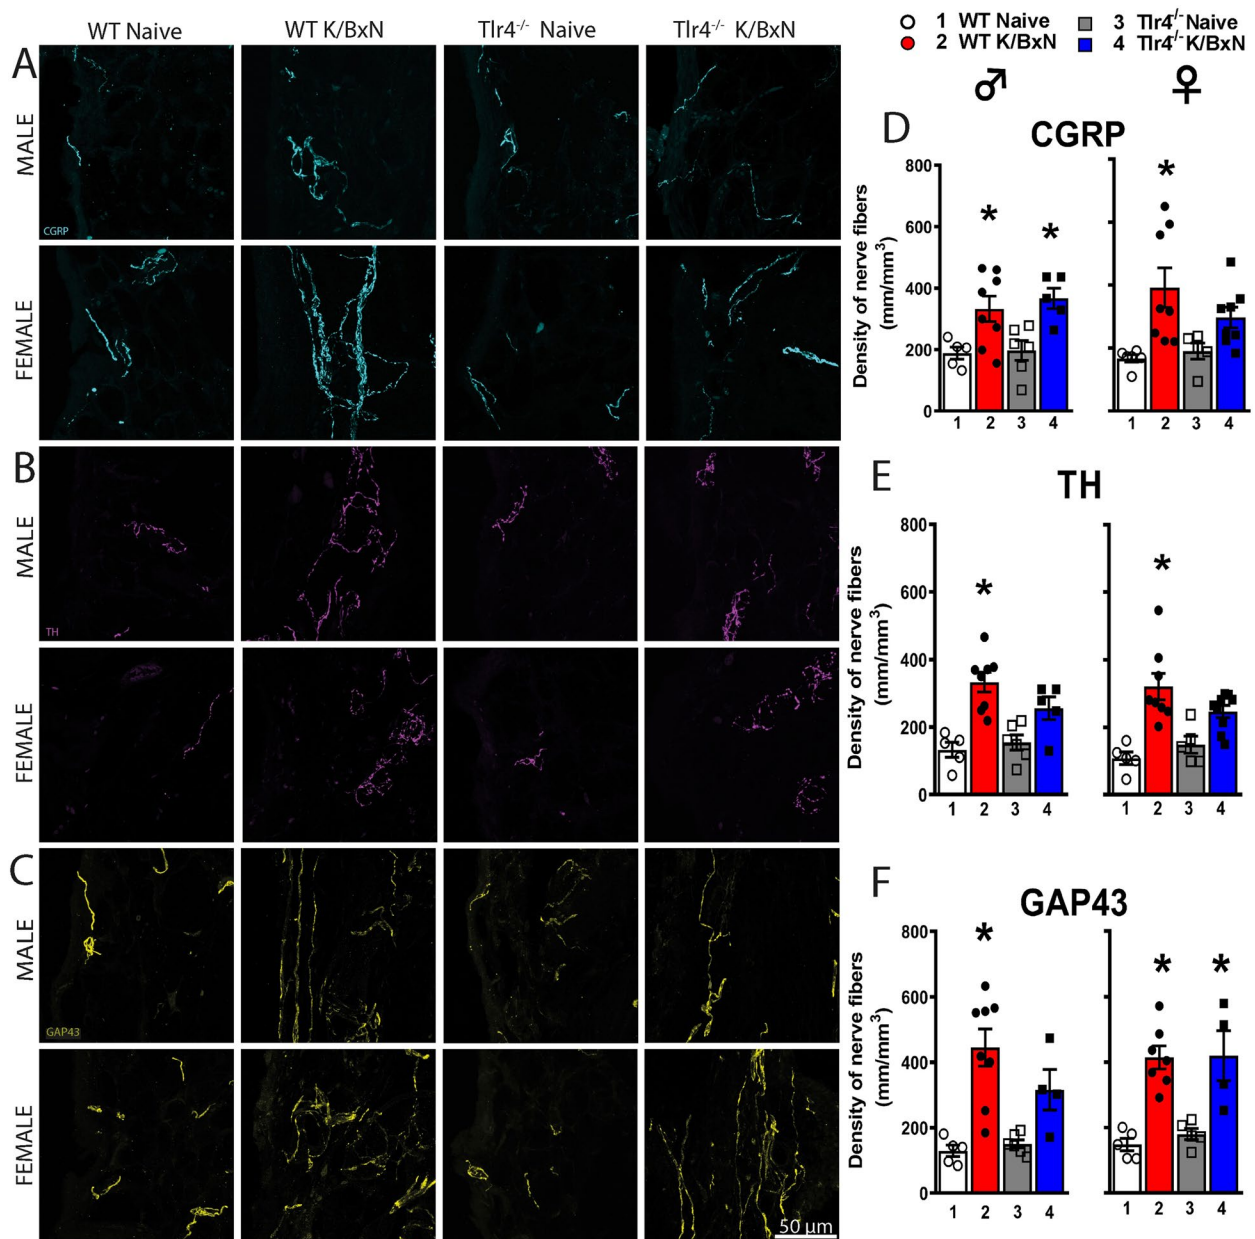 WT Naive
WT K/BxN
Tlr4-/- Naive
Tlr4-/- K/BxN
1 WT Naive
2 WT K/BxN
3 Tlr4-/- Naive
4 Tlr4-/- K/BxN
♂ ♀
A
MALE
CGRP
FEMALE
B
MALE
TH
FEMALE
C
MALE
GAP43
FEMALE
50 µm
D
CGRP
Density of nerve fibers
(mm/mm3)
800
600
400
200
0
* * *
1 2 3 4 1 2 3 4
E
TH
Density of nerve fibers
(mm/mm3)
800
600
400
200
0
* *
1 2 3 4 1 2 3 4
F
GAP43
Density of nerve fibers
(mm/mm3)
800
600
400
200
0
* * *
1 2 3 4 1 2 3 4